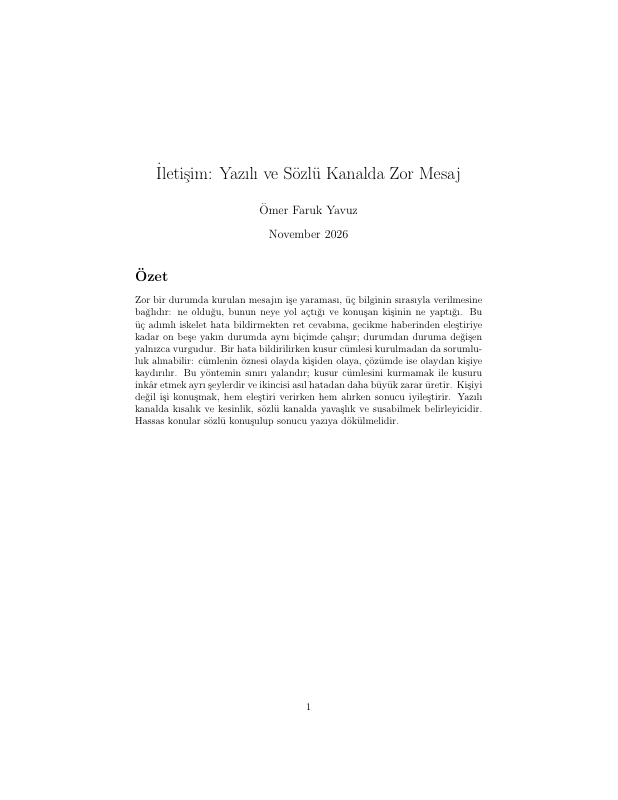 İletişim: Yazılı ve Sözlü Kanalda Zor Mesaj
Ömer Faruk Yavuz
November 2026
Özet
Zor bir durumda kurulan mesajın işe yaraması, üç bilginin sırasıyla verilmesine
bağlıdır: ne olduğu, bunun neye yol açtığı ve konuşan kişinin ne yaptığı. Bu
üç adımlı iskelet hata bildirmekten ret cevabına, gecikme haberinden eleştiriye
kadar on beşe yakın durumda aynı biçimde çalışır; durumdan duruma değişen
yalnızca vurgudur. Bir hata bildirilirken kusur cümlesi kurulmadan da sorumlu-
luk alınabilir: cümlenin öznesi olayda kişiden olaya, çözümde ise olaydan kişiye
kaydırılır. Bu yöntemin sınırı yalandır; kusur cümlesini kurmamak ile kusuru
inkâr etmek ayrı şeylerdir ve ikincisi asıl hatadan daha büyük zarar üretir. Kişiyi
değil işi konuşmak, hem eleştiri verirken hem alırken sonucu iyileştirir. Yazılı
kanalda kısalık ve kesinlik, sözlü kanalda yavaşlık ve susabilmek belirleyicidir.
Hassas konular sözlü konuşulup sonucu yazıya dökülmelidir.
1